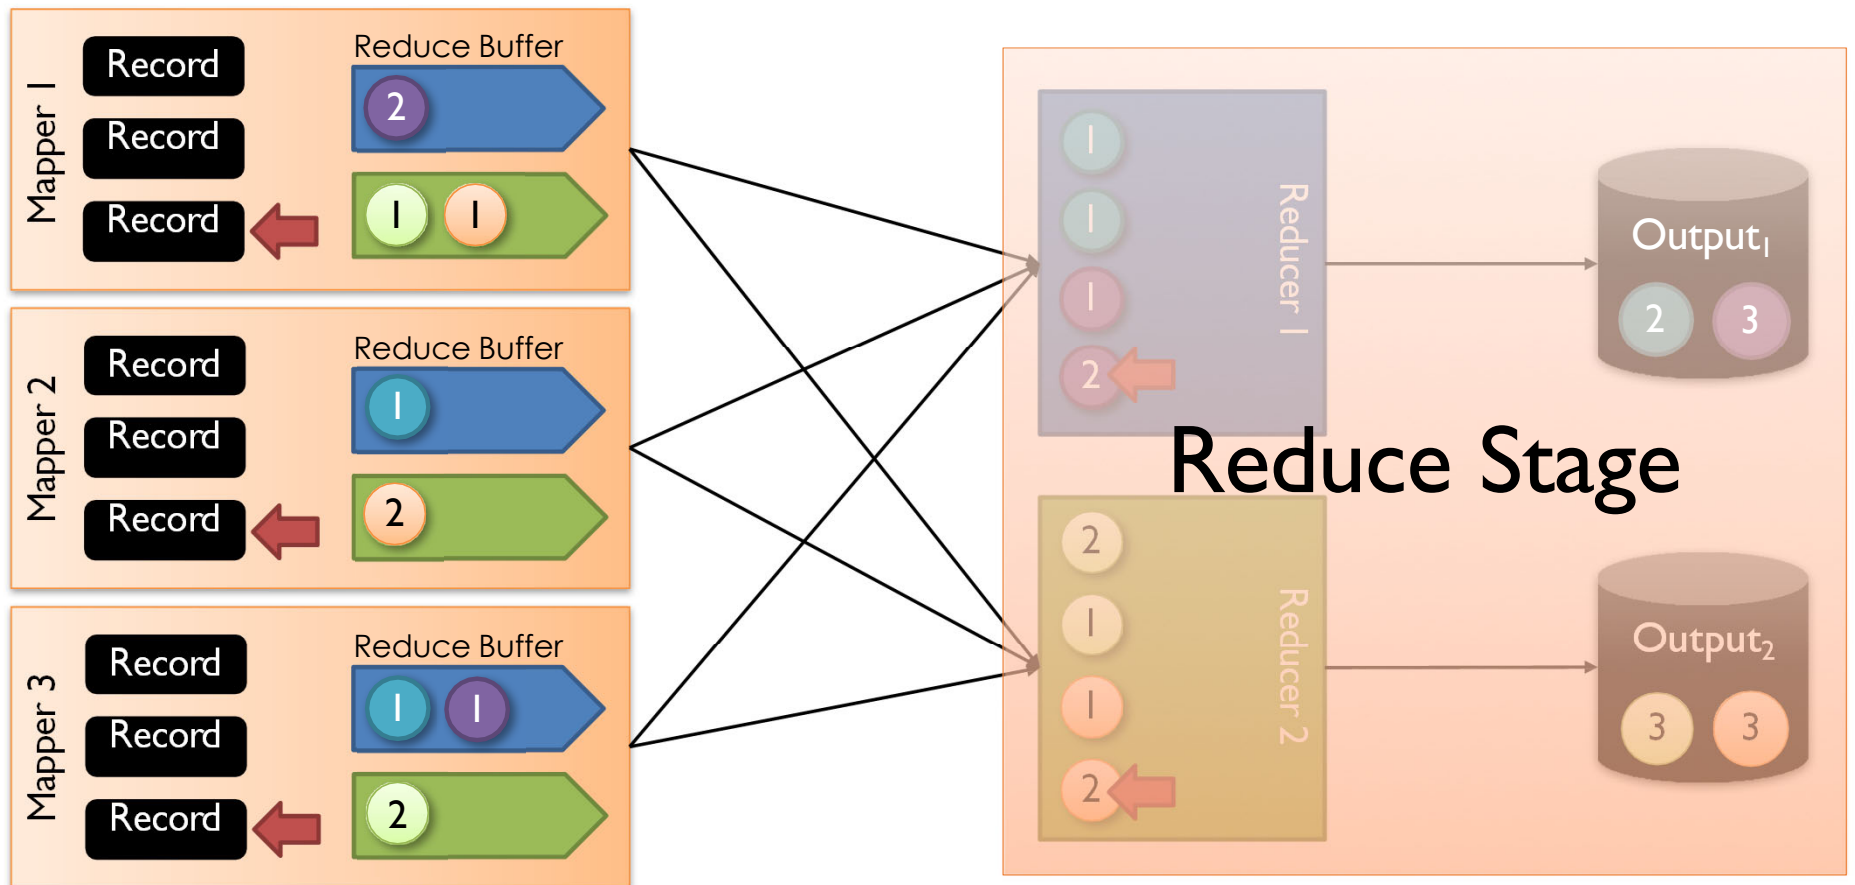 Mapper 1
Record
Record
Record
Reduce Buffer
2
1 1
Mapper 2
Record
Record
Record
Reduce Buffer
1
2
Mapper 3
Record
Record
Record
Reduce Buffer
1 1
2
1
1
1
2
Reducer 1
Output1
2 3
Reduce Stage
2
1
1
2
Reducer 2
Output2
3 3